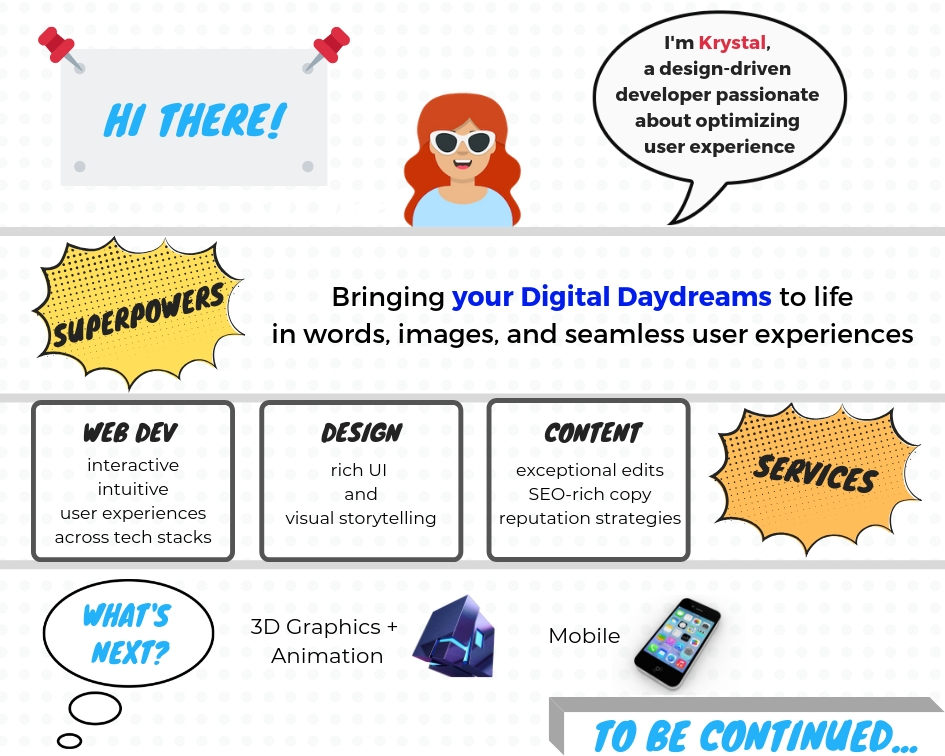 HI THERE!
I'm Krystal,
a design-driven
developer passionate
about optimizing
user experience
SUPERPOWERS
Bringing your Digital Daydreams to life
in words, images, and seamless user experiences
WEB DEV
interactive
intuitive
user experiences
across tech stacks
DESIGN
rich UI
and
visual storytelling
CONTENT
exceptional edits
SEO-rich copy
reputation strategies
SERVICES
WHAT'S
NEXT?
3D Graphics +
Animation
Mobile
TO BE CONTINUED...